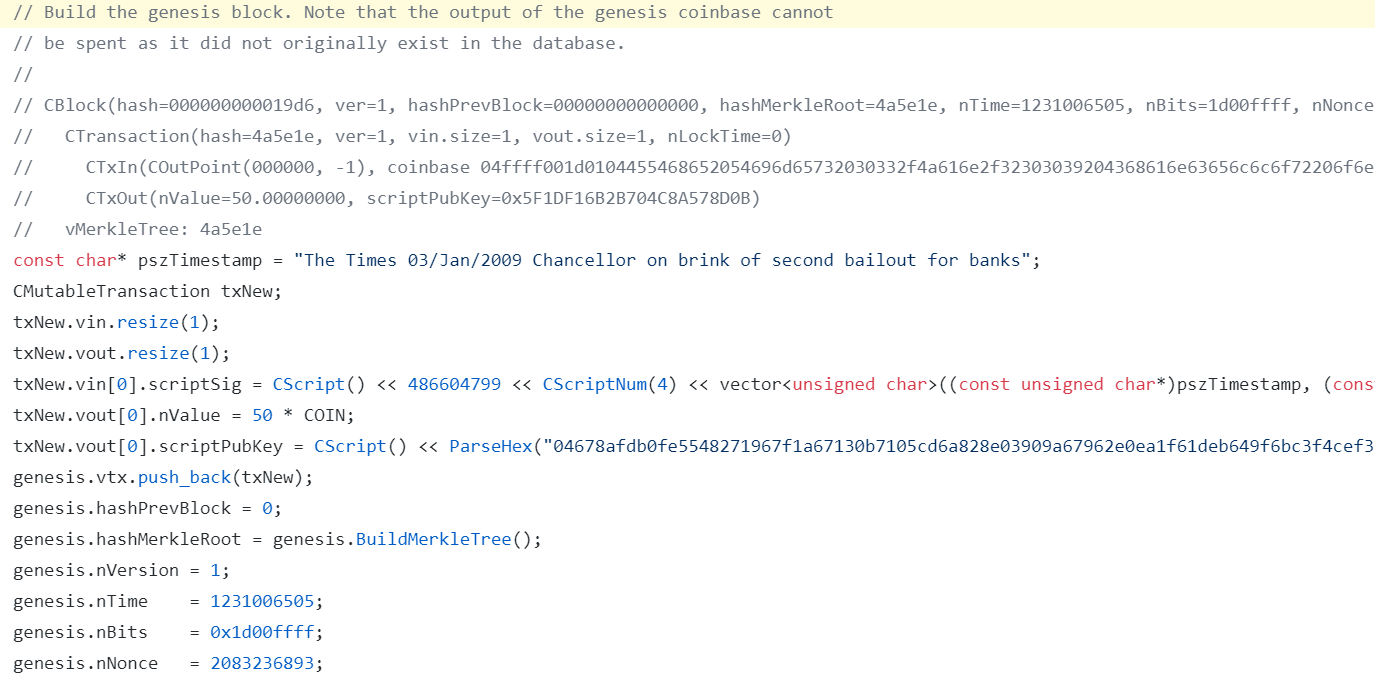 // Build the genesis block. Note that the output of the genesis coinbase cannot
// be spent as it did not originally exist in the database.
//
// CBlock(hash=000000000019d6, ver=1, hashPrevBlock=00000000000000, hashMerkleRoot=4a5e1e, nTime=1231006505, nBits=1d00ffff, nNonce
//   CTransaction(hash=4a5e1e, ver=1, vin.size=1, vout.size=1, nLockTime=0)
//     CTxIn(COutPoint(000000, -1), coinbase 04ffff001d0104455468652054696d65732030332f4a616e2f32303039204368616e63656c6c6f72206f6e
//     CTxOut(nValue=50.00000000, scriptPubKey=0x5F1DF16B2B704C8A578D0B)
//   vMerkleTree: 4a5e1e
const char* pszTimestamp = "The Times 03/Jan/2009 Chancellor on brink of second bailout for banks";
CMutableTransaction txNew;
txNew.vin.resize(1);
txNew.vout.resize(1);
txNew.vin[0].scriptSig = CScript() << 486604799 << CScriptNum(4) << vector<unsigned char>((const unsigned char*)pszTimestamp, (cons
txNew.vout[0].nValue = 50 * COIN;
txNew.vout[0].scriptPubKey = CScript() << ParseHex("04678afdb0fe5548271967f1a67130b7105cd6a828e03909a67962e0ea1f61deb649f6bc3f4cef3
genesis.vtx.push_back(txNew);
genesis.hashPrevBlock = 0;
genesis.hashMerkleRoot = genesis.BuildMerkleTree();
genesis.nVersion = 1;
genesis.nTime    = 1231006505;
genesis.nBits    = 0x1d00ffff;
genesis.nNonce   = 2083236893;